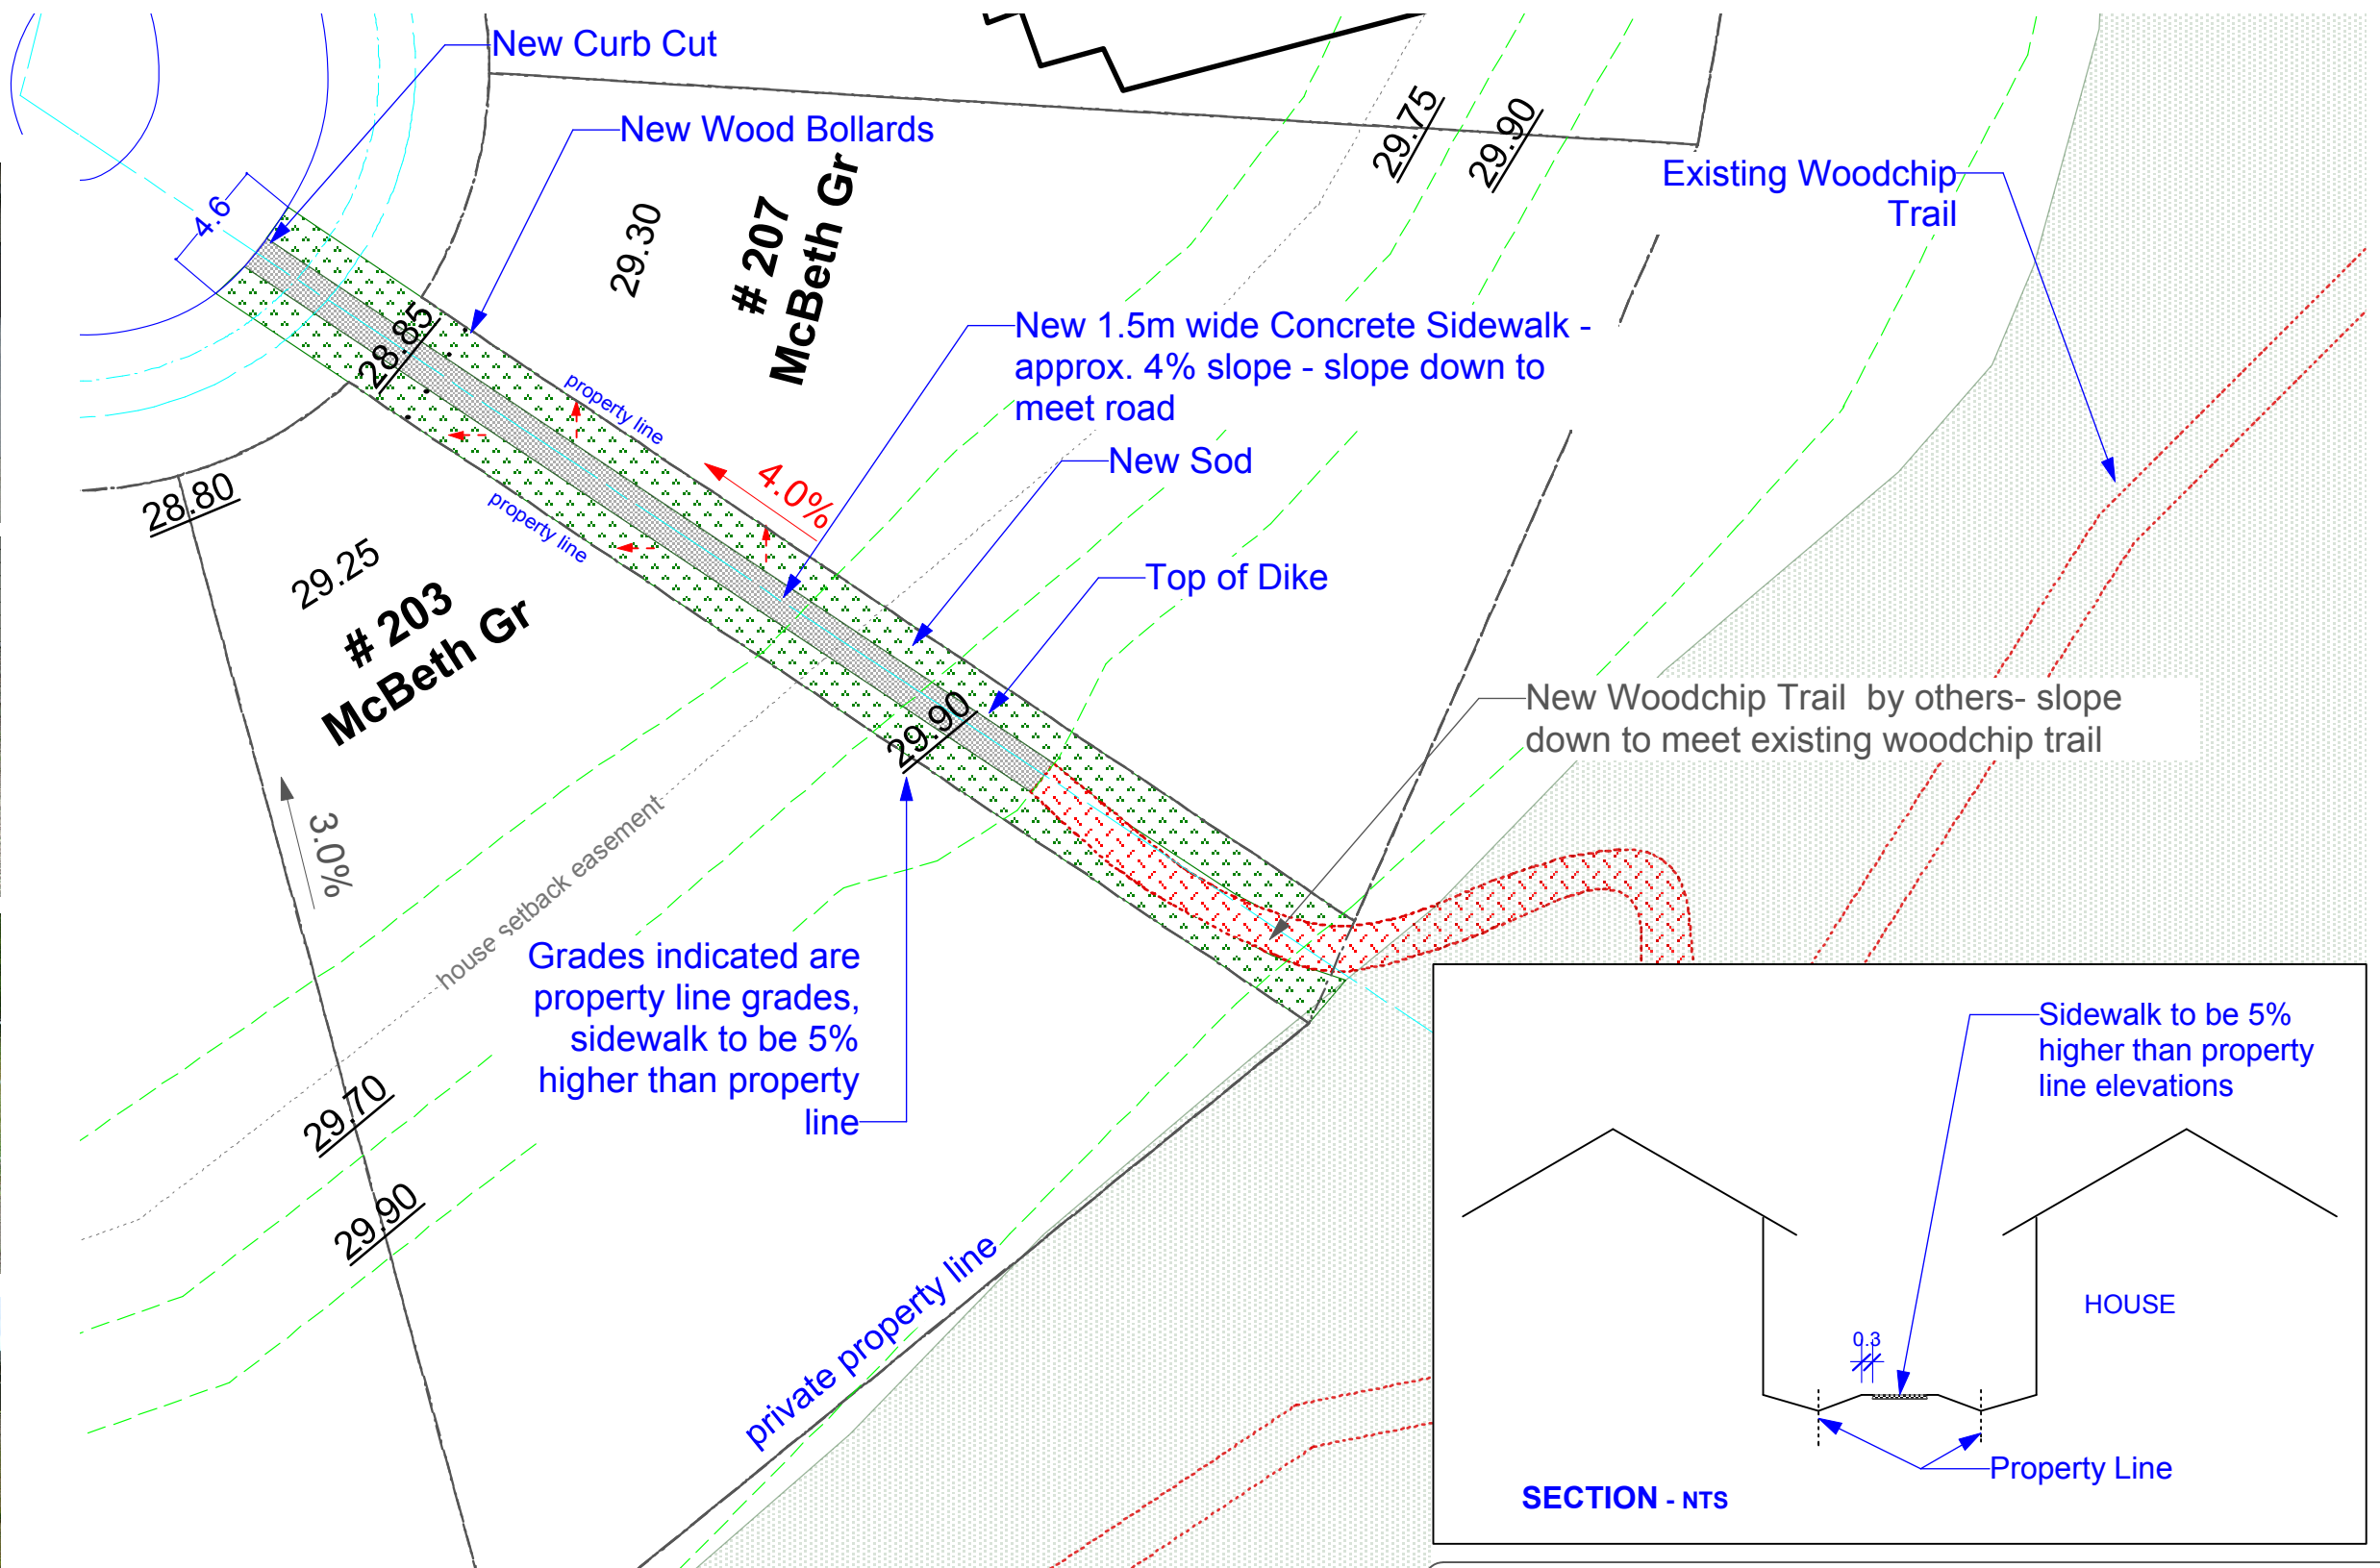 New Curb Cut
New Wood Bollards
4.6
# 207
McBeth Gr
29.30
29.75
29.90
Existing Woodchip
Trail
28.85
property line
property line
New 1.5m wide Concrete Sidewalk -
approx. 4% slope - slope down to
meet road
4.0%
New Sod
28.80
29.25
# 203
McBeth Gr
Top of Dike
29.90
New Woodchip Trail by others- slope
down to meet existing woodchip trail
3.0%
house setback easement
Grades indicated are
property line grades,
sidewalk to be 5%
higher than property
line
29.70
29.90
private property line
Sidewalk to be 5%
higher than property
line elevations
HOUSE
0.3
Property Line
SECTION - NTS